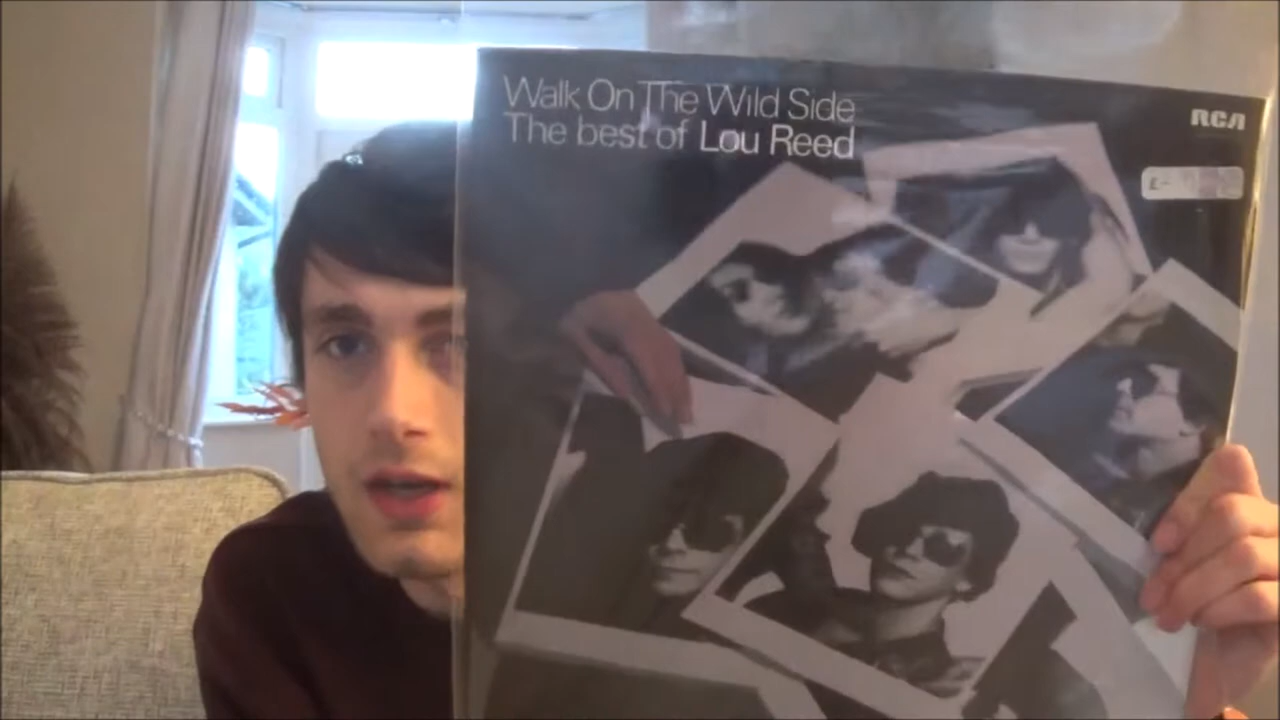 Walk On The Wild Side
The best of Lou Reed
RCA
£-